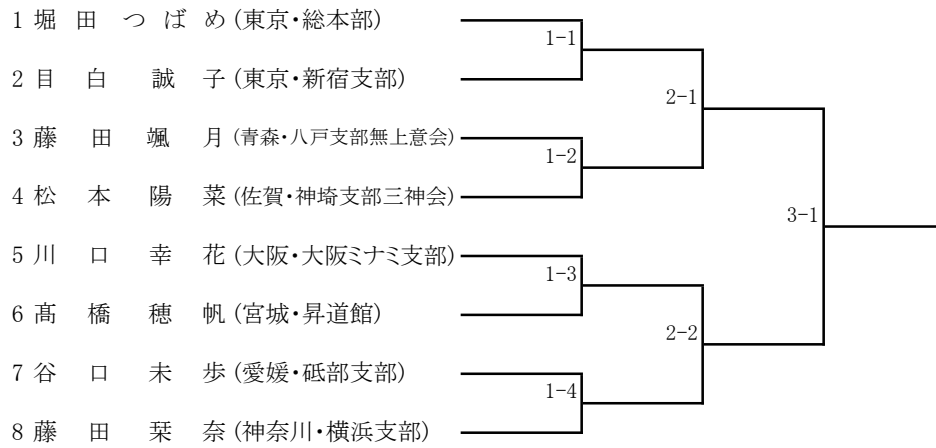 1 堀田つばめ (東京・総本部)
1-1
2 目白誠子 (東京・新宿支部)
2-1
3 藤田颯月 (青森・八戸支部無上意会)
1-2
4 松本陽菜 (佐賀・神埼支部三神会)
3-1
5 川口幸花 (大阪・大阪ミナミ支部)
1-3
6 髙橋穂帆 (宮城・昇道館)
2-2
7 谷口未歩 (愛媛・砥部支部)
1-4
8 藤田栞奈 (神奈川・横浜支部)